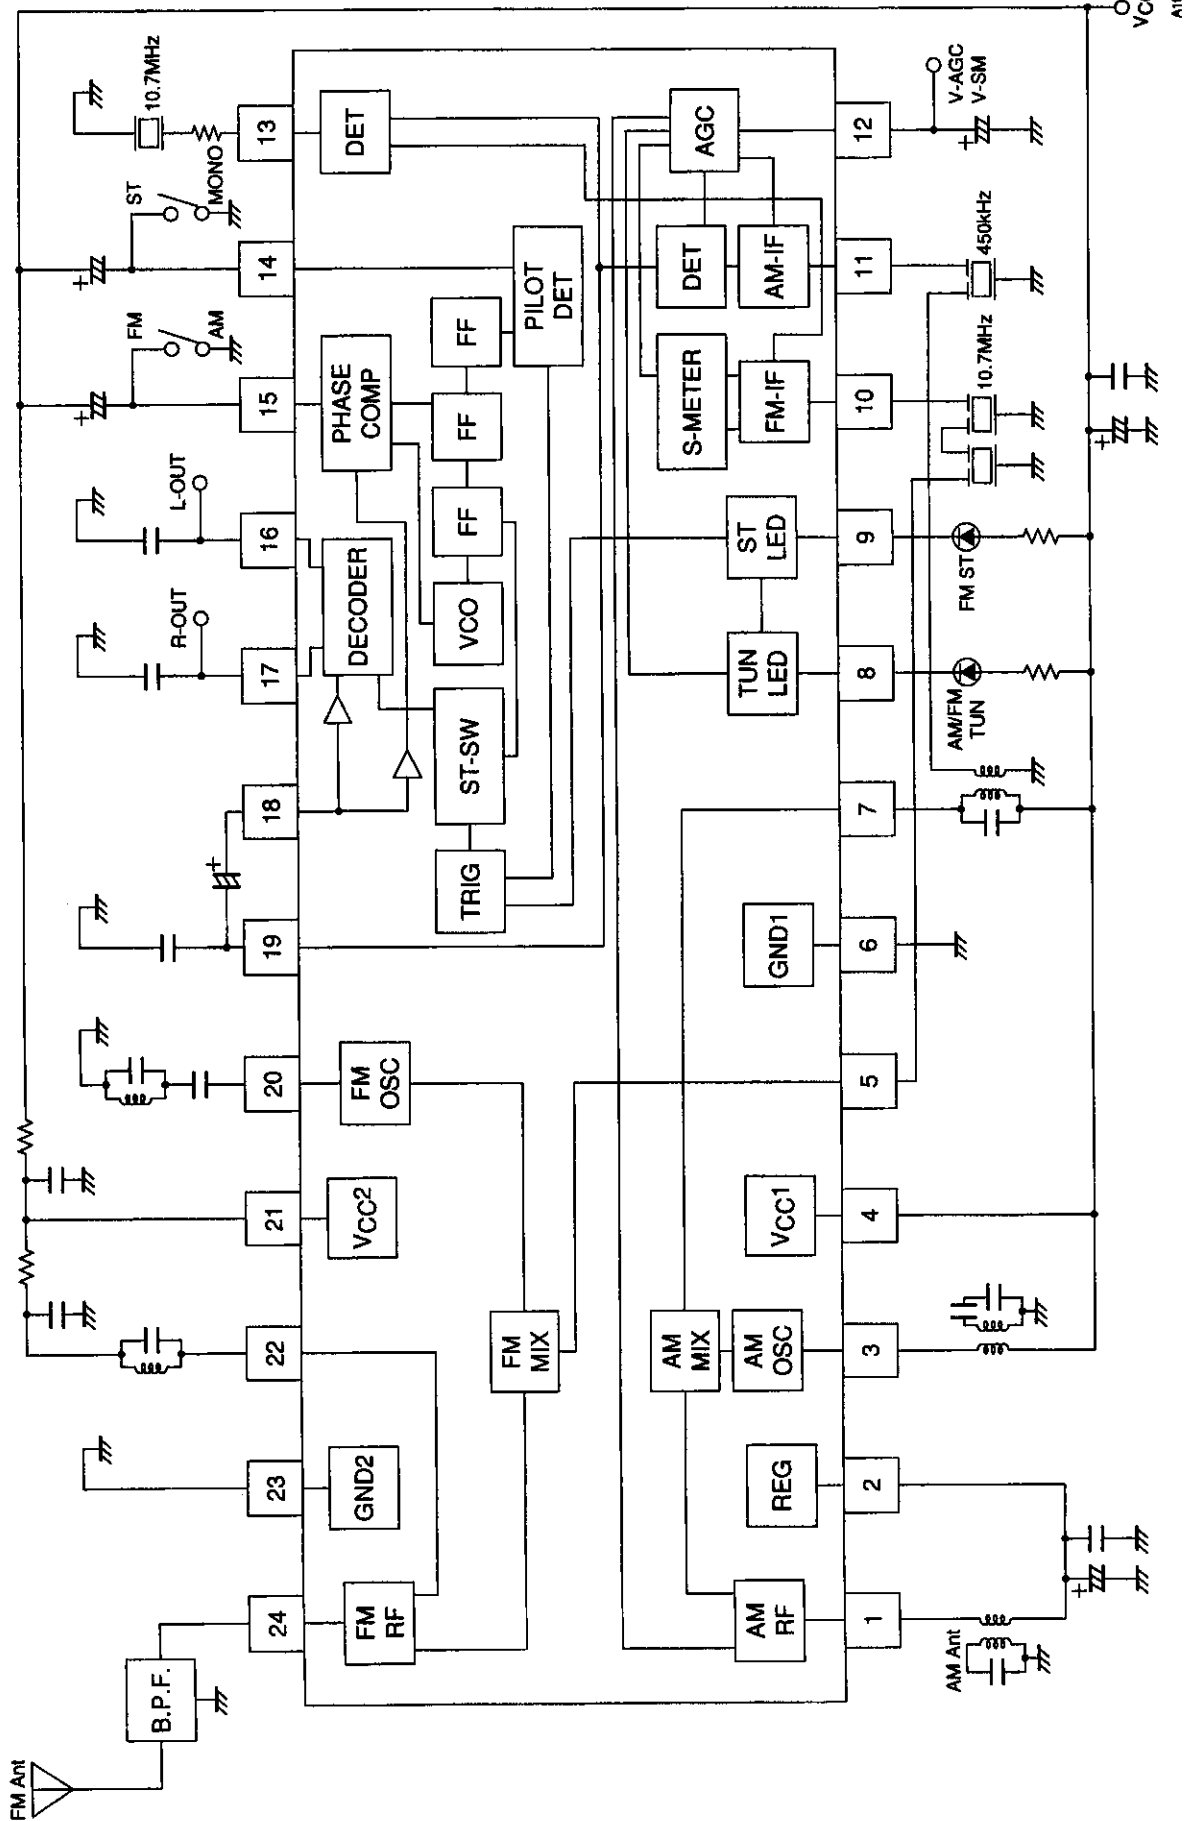 FM Ant
B.P.F.
24
23
22
21
20
19
18
17
16
15
14
13
R-OUT
L-OUT
FM
AM
ST
MONO
10.7MHz
FM
RF
GND2
VCC2
FM
OSC
DECODER
PHASE
COMP
DET
FM
MIX
TRIG
ST-SW
VCO
FF
FF
FF
PILOT
DET
AM
RF
REG
AM
MIX
AM
OSC
VCC1
GND1
TUN
LED
ST
LED
S-METER
FM-IF
DET
AM-IF
AGC
1
2
3
4
5
6
7
8
9
10
11
12
AM Ant
AM/FM
TUN
FM ST
10.7MHz
450kHz
V-AGC
V-SM
+
+
+
+
+
+